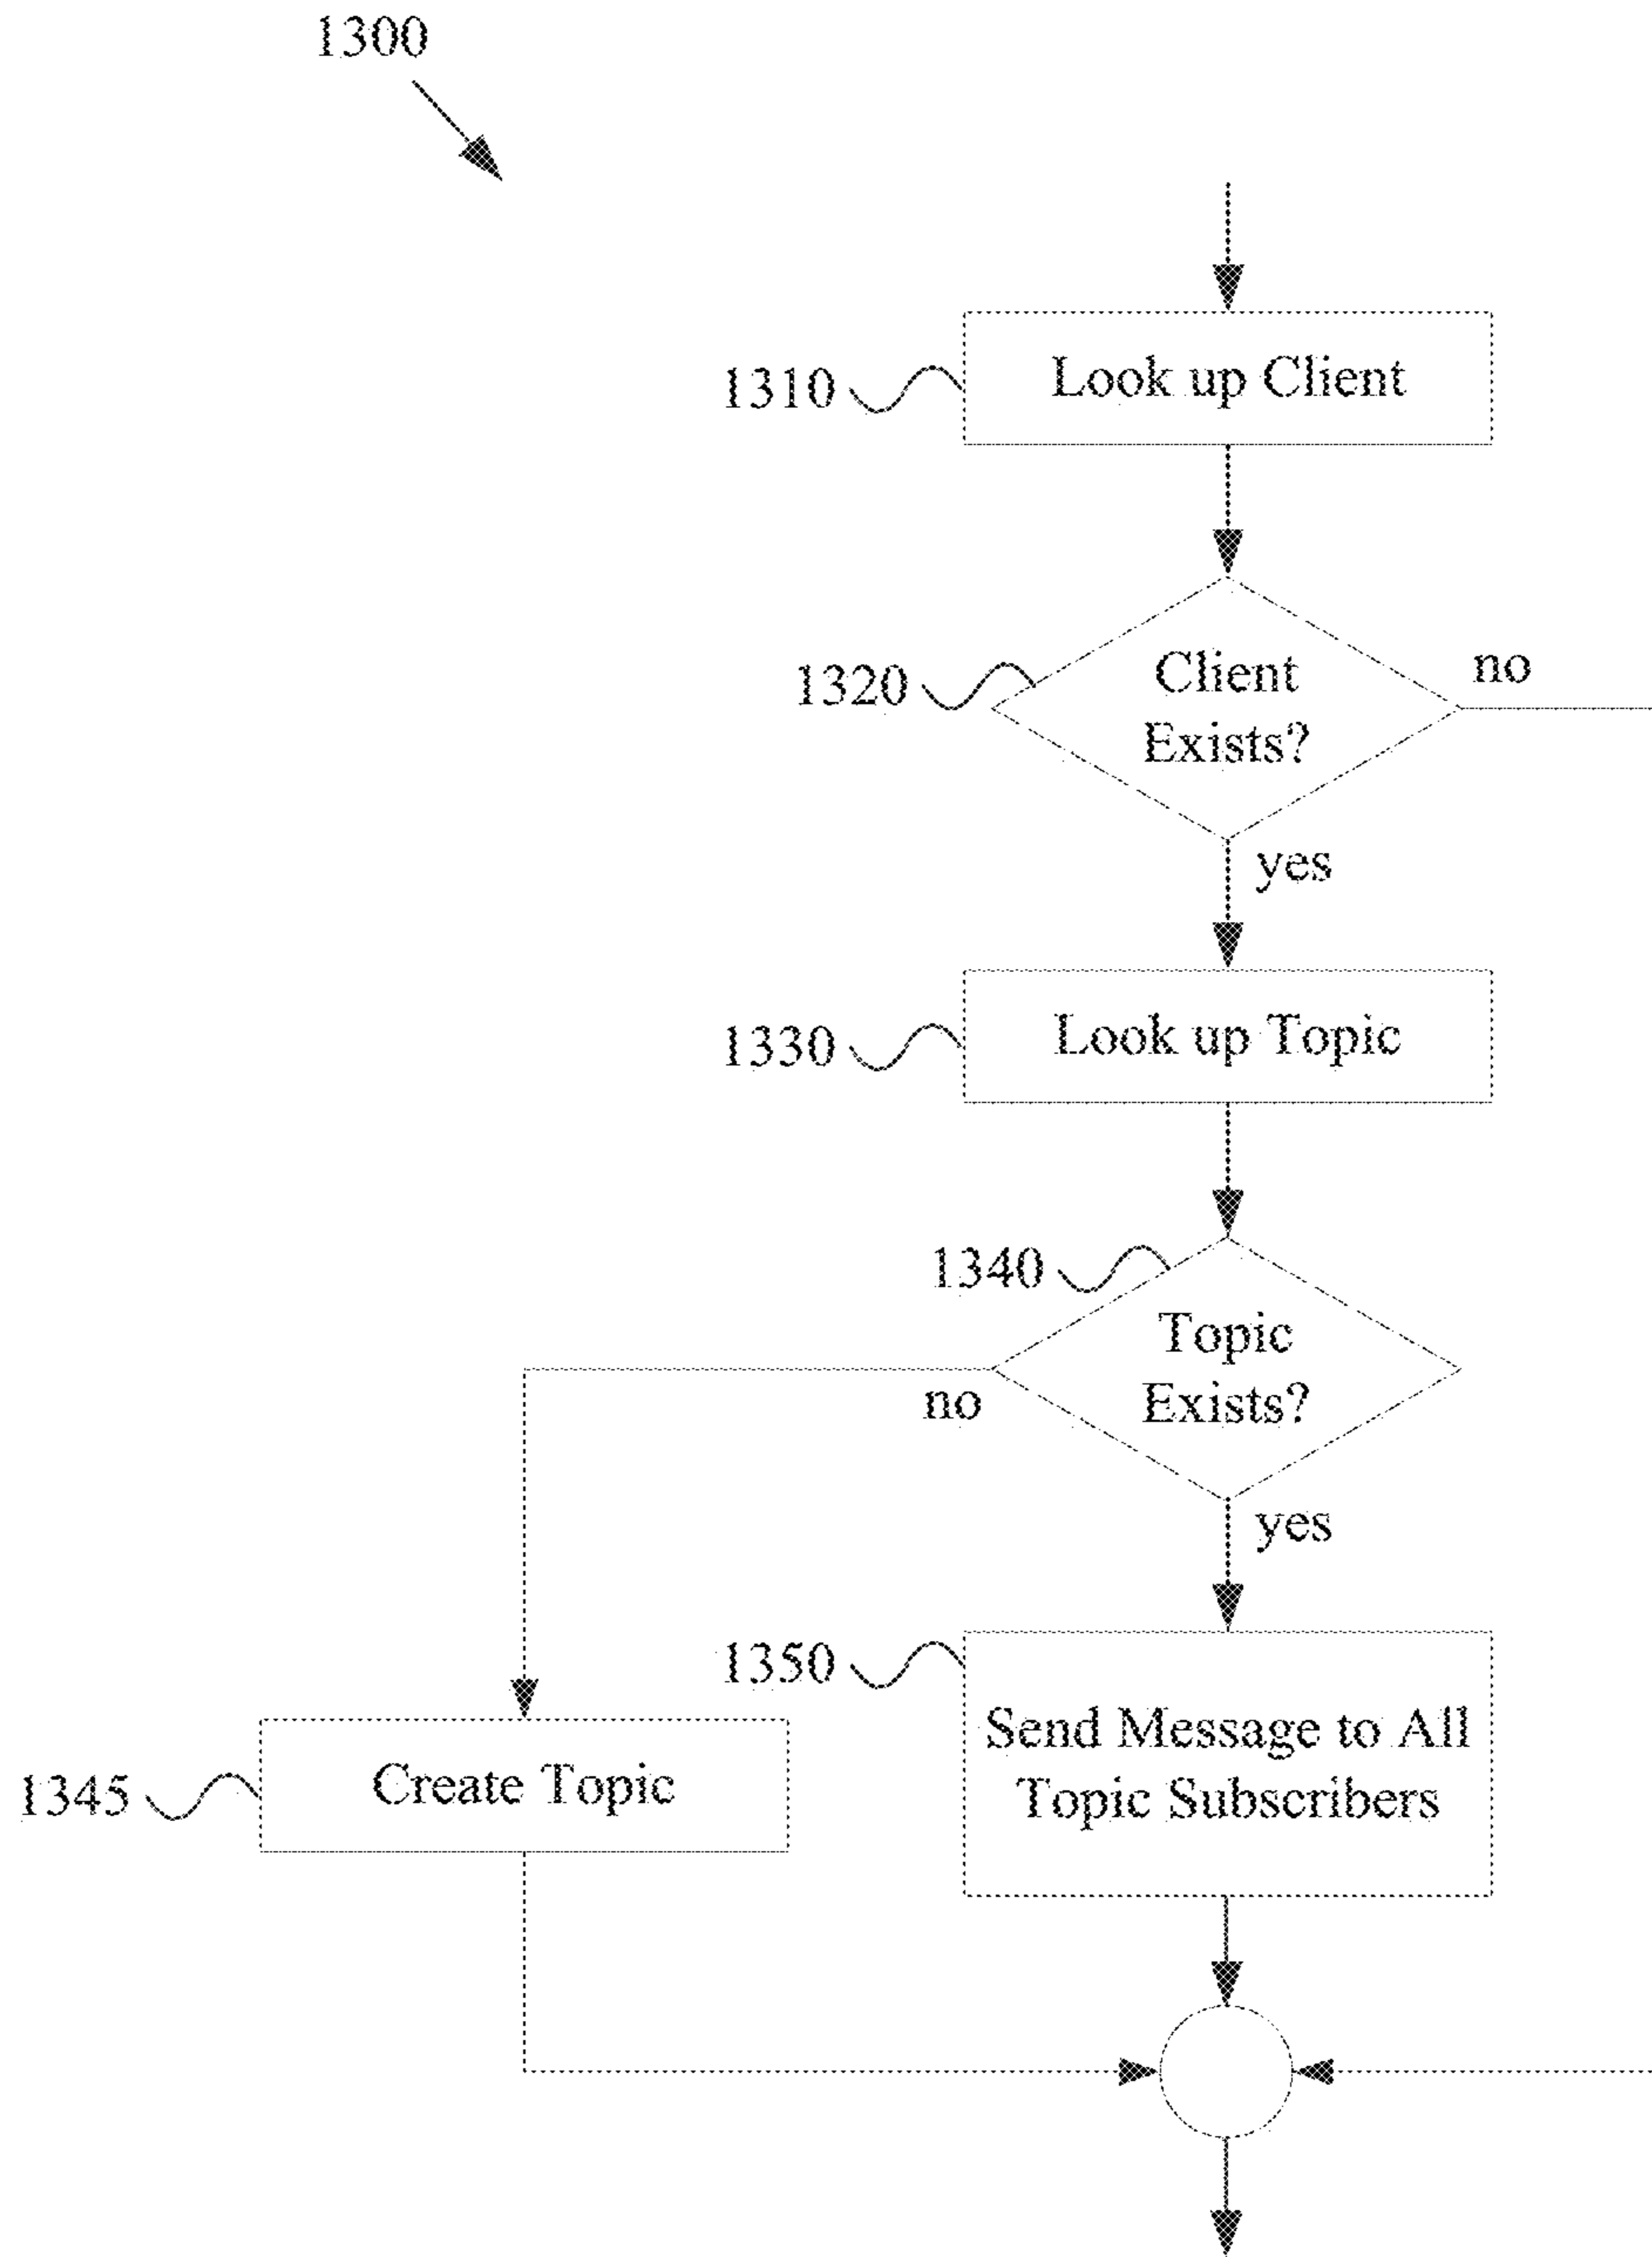 1300
1310
Look up Client
1320
Client
Exists?
no
yes
1330
Look up Topic
1340
Topic
Exists?
no
yes
1350
Send Message to All
Topic Subscribers
1345
Create Topic